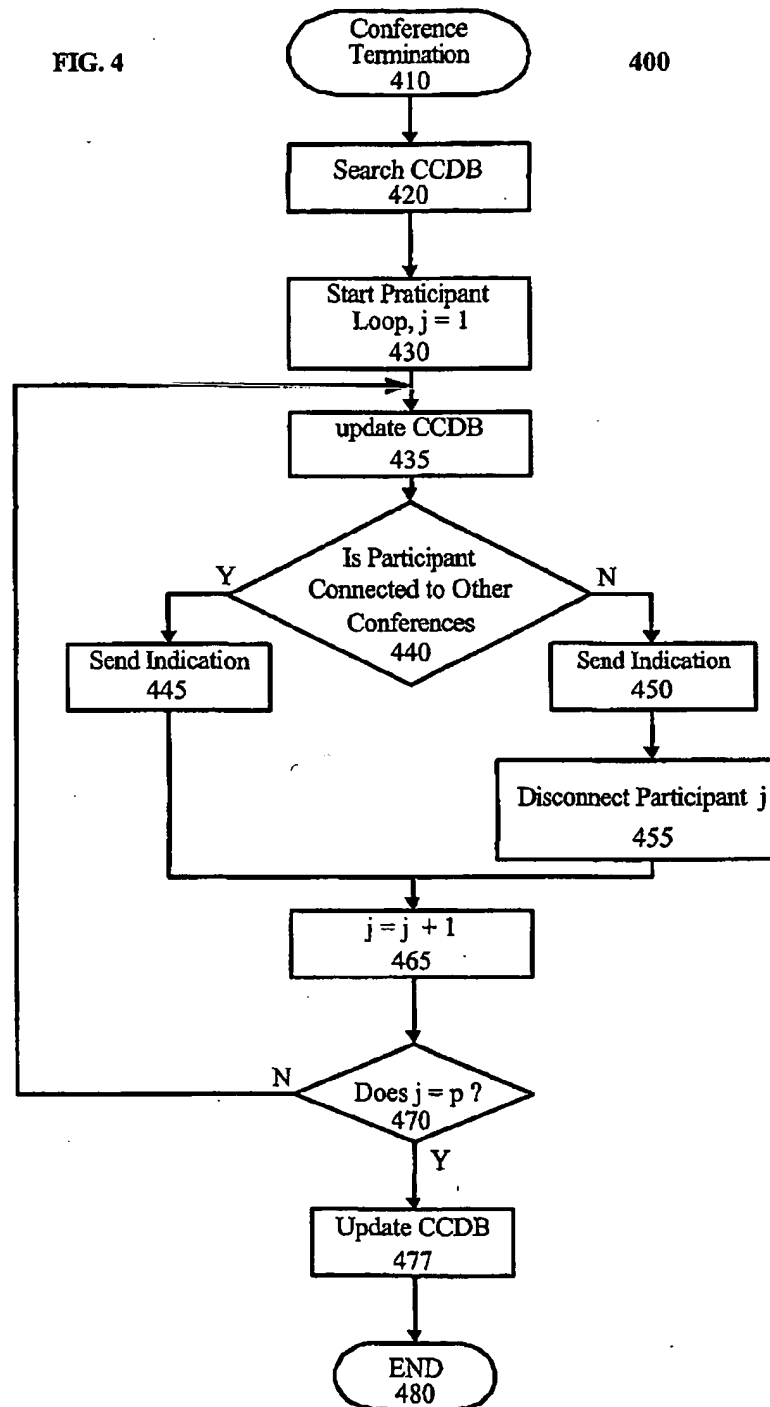 FIG. 4
400
Conference
Termination
410
Search CCDB
420
Start Praticipant
Loop, j = 1
430
update CCDB
435
Is Participant
Connected to Other
Conferences
440
Y
N
Send Indication
445
Send Indication
450
Disconnect Participant j
455
j = j + 1
465
Does j = p ?
470
N
Y
Update CCDB
477
END
480